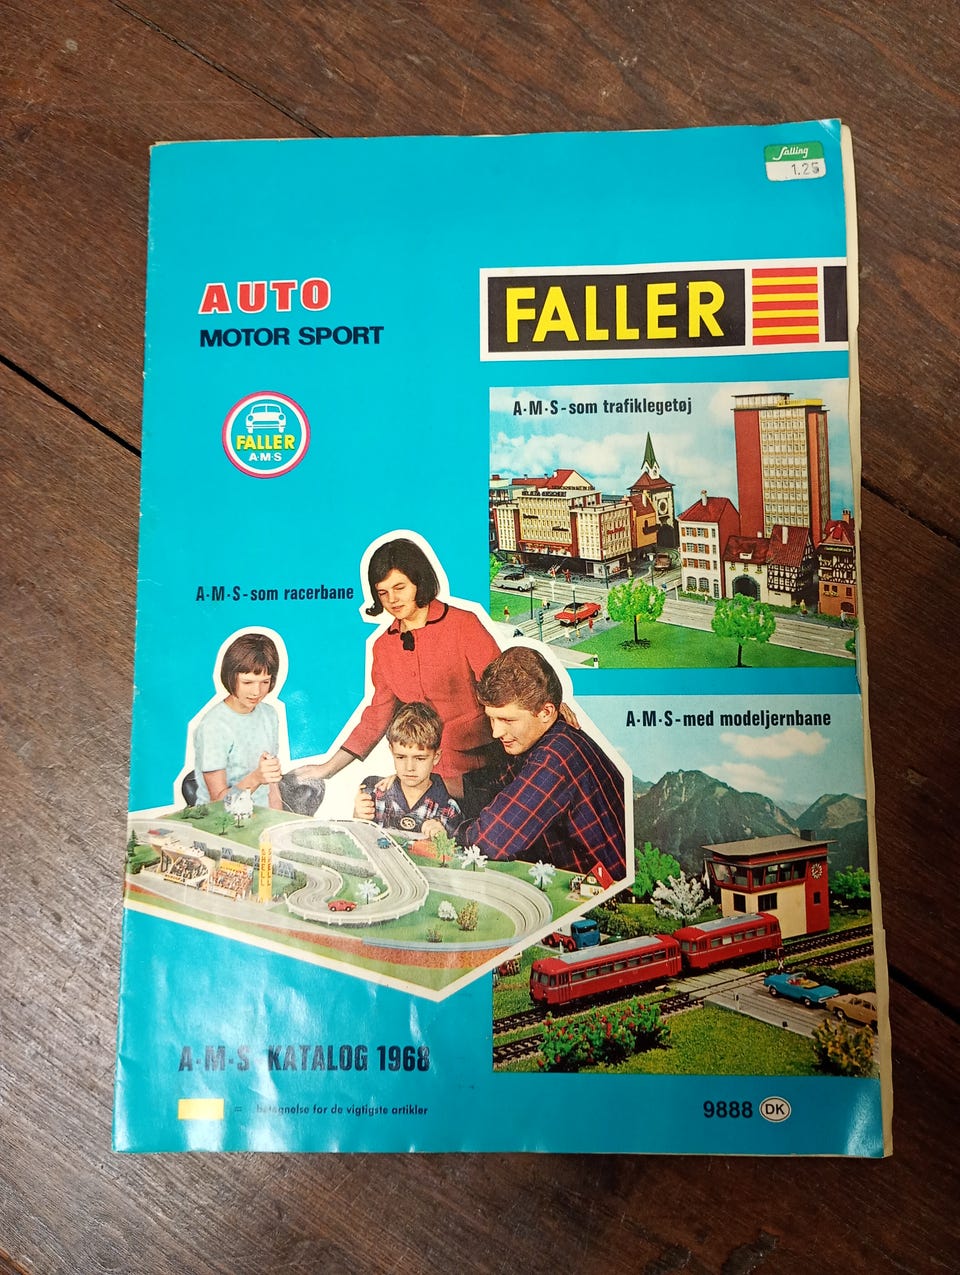 Salling
1.25
AUTO
MOTOR SPORT
FALLER
FALLER
A·M·S
A·M·S-som trafiklegetøj
A·M·S-som racerbane
A·M·S-med modeljernbane
A·M·S KATALOG 1968
= betegnelse for de vigtigste artikler
9888 DK